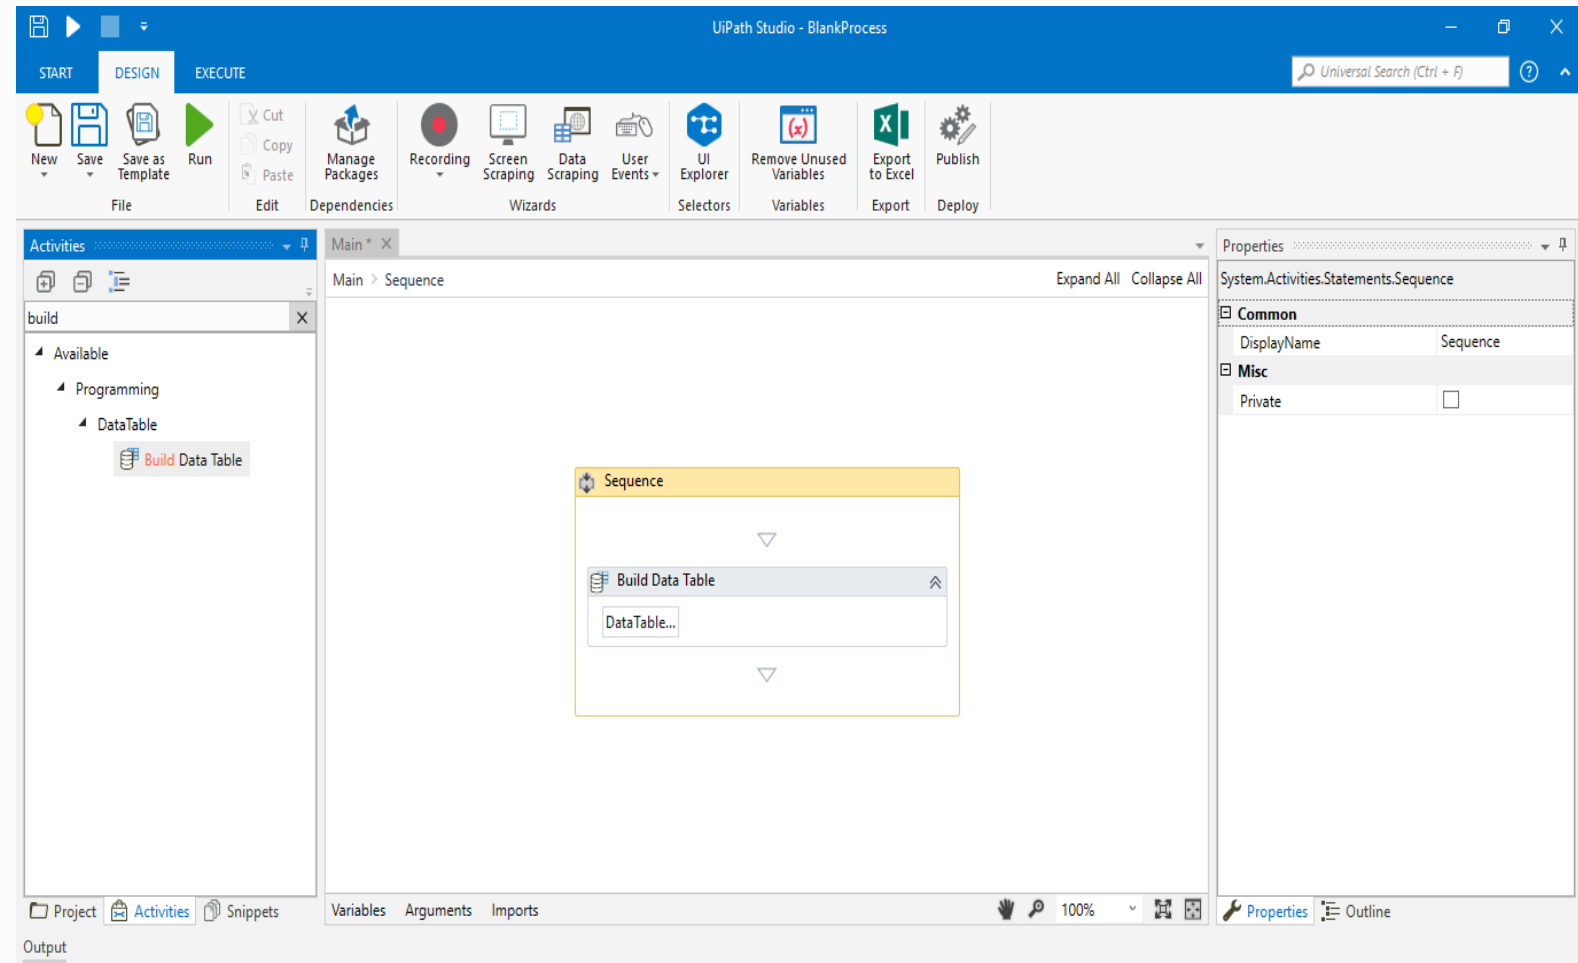 UiPath Studio - BlankProcess
START DESIGN EXECUTE
Universal Search (Ctrl + F)
New Save Save as Template Run
Cut
Copy
Paste
Manage Packages
Recording
Screen Scraping
Data Scraping
User Events
UI Explorer
Remove Unused Variables
Export to Excel
Publish
File Edit Dependencies Wizards Selectors Variables Export Deploy
Activities
Main *
Properties
Main > Sequence
Expand All Collapse All
System.Activities.Statements.Sequence
build
Common
DisplayName Sequence
Available
Misc
Programming
Private
DataTable
Build Data Table
Sequence
Build Data Table
DataTable...
Project Activities Snippets
Variables Arguments Imports
100%
Properties Outline
Output